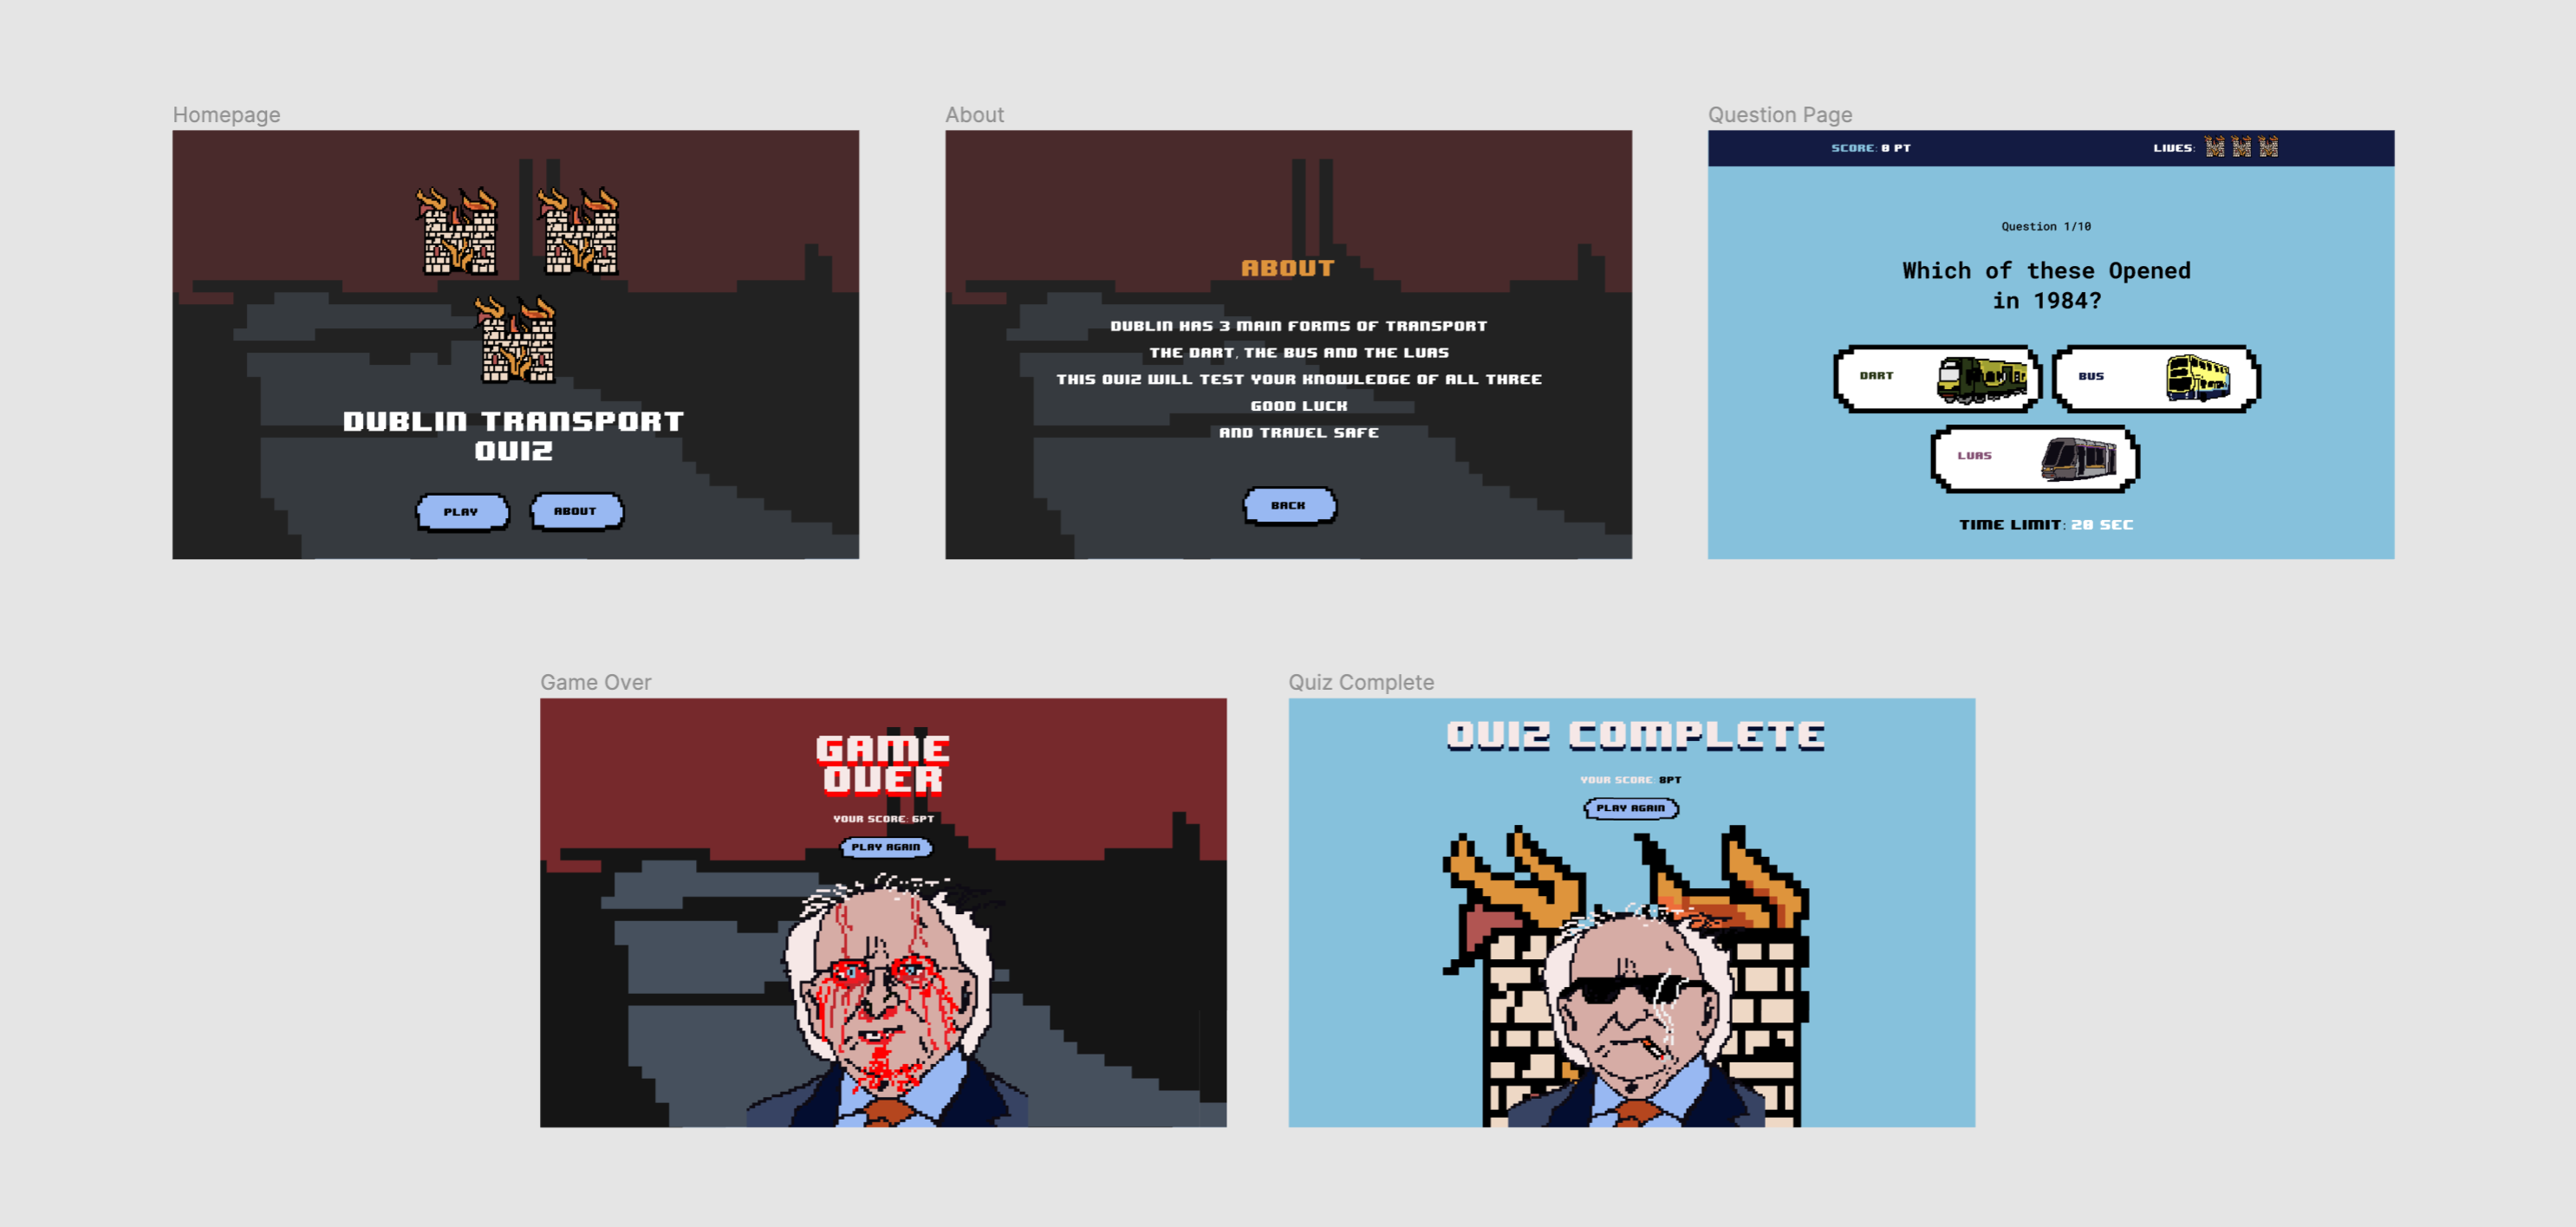 Homepage
DUBLIN TRANSPORT
QUIZ
PLAY
ABOUT
About
ABOUT
DUBLIN HAS 3 MAIN FORMS OF TRANSPORT
THE DART, THE BUS AND THE LUAS
THIS QUIZ WILL TEST YOUR KNOWLEDGE OF ALL THREE
GOOD LUCK
AND TRAVEL SAFE
BACK
Question Page
SCORE: 0 PT
LIVES:
Question 1/10
Which of these Opened
in 1984?
DART
BUS
LUAS
TIME LIMIT: 20 SEC
Game Over
GAME
OVER
YOUR SCORE: 6PT
PLAY AGAIN
Quiz Complete
QUIZ COMPLETE
YOUR SCORE 8PT
PLAY AGAIN